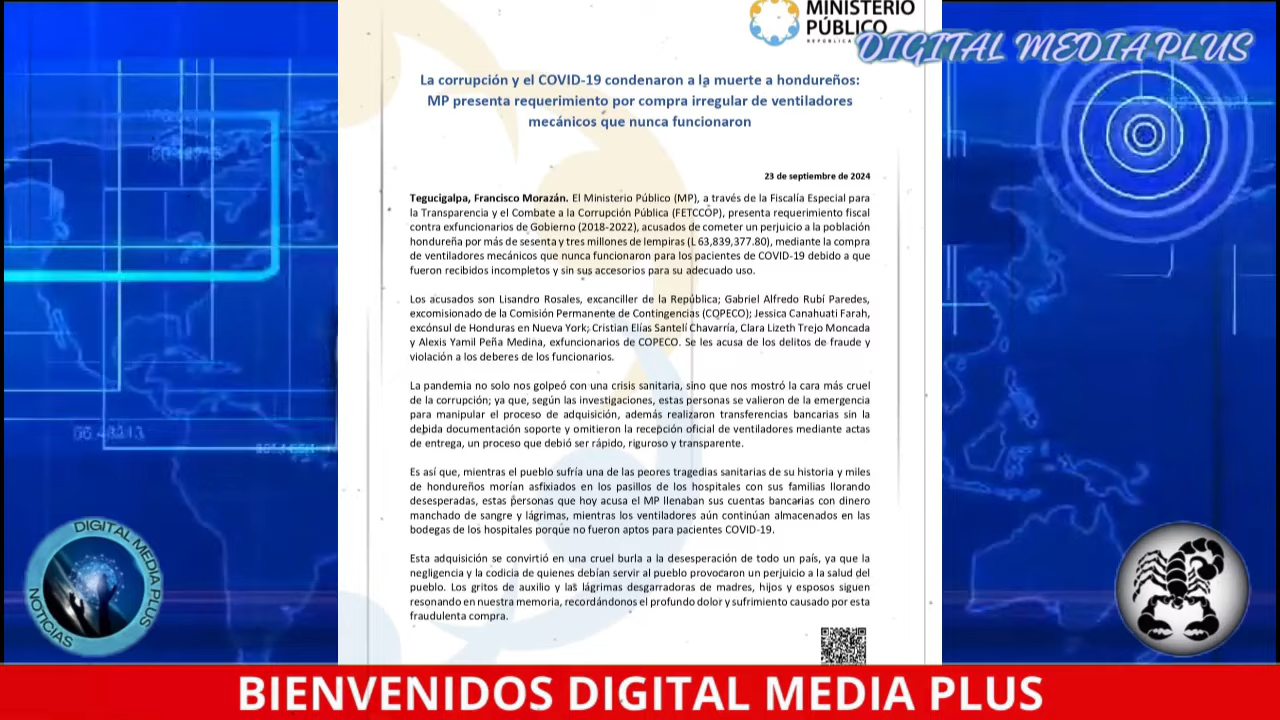 MINISTERIO
PÚBLICO
DIGITAL MEDIA PLUS
La corrupción y el COVID-19 condenaron a la muerte a hondureños:
MP presenta requerimiento por compra irregular de ventiladores
mecánicos que nunca funcionaron
23 de septiembre de 2024
Tegucigalpa, Francisco Morazán. El Ministerio Público (MP), a través de la Fiscalía Especial para
la Transparencia y el Combate a la Corrupción Pública (FETCCOP), presenta requerimiento fiscal
contra exfuncionarios de Gobierno (2018-2022), acusados de cometer un perjuicio a la población
hondureña por más de sesenta y tres millones de lempiras (L 63,839,377.80), mediante la compra
de ventiladores mecánicos que nunca funcionaron para los pacientes de COVID-19 debido a que
fueron recibidos incompletos y sin sus accesorios para su adecuado uso.
Los acusados son Lisandro Rosales, excanciller de la República; Gabriel Alfredo Rubí Paredes,
excomisionado de la Comisión Permanente de Contingencias (COPECO); Jessica Canahuati Farah,
excónsul de Honduras en Nueva York; Cristian Elías Santelí Chavarría, Clara Lizeth Trejo Moncada
y Alexis Yamil Peña Medina, exfuncionarios de COPECO. Se les acusa de los delitos de fraude y
violación a los deberes de los funcionarios.
La pandemia no solo nos golpeó con una crisis sanitaria, sino que nos mostró la cara más cruel
de la corrupción; ya que, según las investigaciones, estas personas se valieron de la emergencia
para manipular el proceso de adquisición, además realizaron transferencias bancarias sin la
debida documentación soporte y omitieron la recepción oficial de ventiladores mediante actas
de entrega, un proceso que debió ser rápido, riguroso y transparente.
Es así que, mientras el pueblo sufría una de las peores tragedias sanitarias de su historia y miles
de hondureños morían asfixiados en los pasillos de los hospitales con sus familias llorando
desesperadas, estas personas que hoy acusa el MP llenaban sus cuentas bancarias con dinero
manchado de sangre y lágrimas, mientras los ventiladores aún continúan almacenados en las
bodegas de los hospitales porque no fueron aptos para pacientes COVID-19.
Esta adquisición se convirtió en una cruel burla a la desesperación de todo un país, ya que la
negligencia y la codicia de quienes debían servir al pueblo provocaron un perjuicio a la salud del
pueblo. Los gritos de auxilio y las lágrimas desgarradoras de madres, hijos y esposos siguen
resonando en nuestra memoria, recordándonos el profundo dolor y sufrimiento causado por esta
fraudulenta compra.
DIGITAL MEDIA PLUS
NOTICIAS
BIENVENIDOS DIGITAL MEDIA PLUS